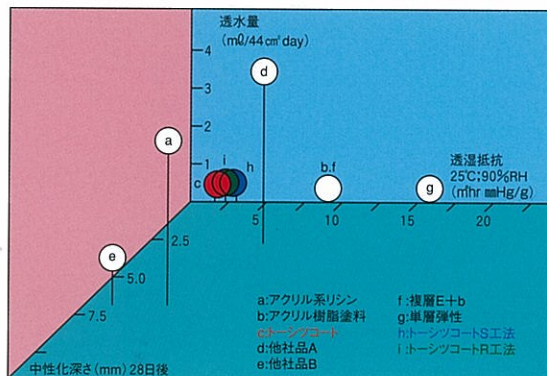 透水量
(mℓ/44c㎡day)
4
3
2
1
d
a
i
h
c
b.f
透湿抵抗
25℃;90%RH
(㎡hr mmHg/g)
g
5
10
15
20
2.5
e
5.0
7.5
a:アクリル系リシン
b:アクリル樹脂塗料
c:トーシツコート
d:他社品A
e:他社品B
f:複層E+b
g:単層弾性
h:トーシツコートS工法
i:トーシツコートR工法
中性化深さ(mm) 28日後